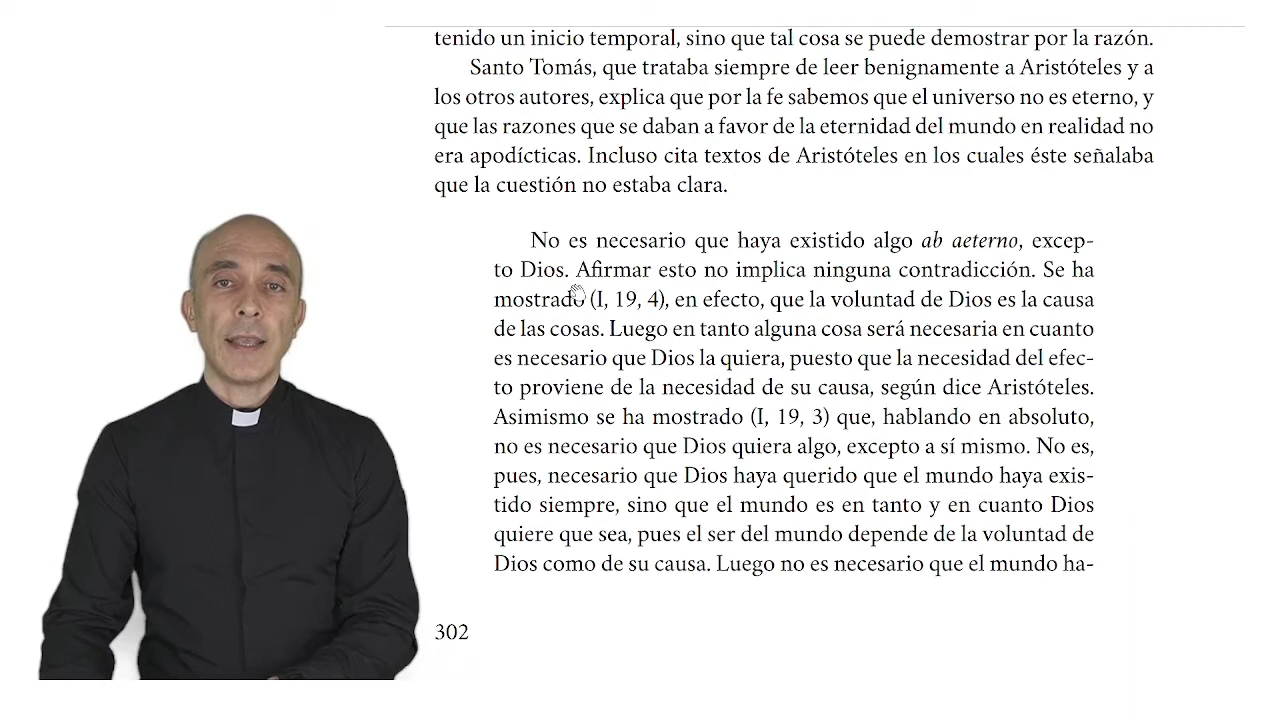 tenido un inicio temporal, sino que tal cosa se puede demostrar por la razón.
Santo Tomás, que trataba siempre de leer benignamente a Aristóteles y a
los otros autores, explica que por la fe sabemos que el universo no es eterno, y
que las razones que se daban a favor de la eternidad del mundo en realidad no
era apodícticas. Incluso cita textos de Aristóteles en los cuales éste señalaba
que la cuestión no estaba clara.
No es necesario que haya existido algo ab aeterno, excep-
to Dios. Afirmar esto no implica ninguna contradicción. Se ha
mostrado (I, 19, 4), en efecto, que la voluntad de Dios es la causa
de las cosas. Luego en tanto alguna cosa será necesaria en cuanto
es necesario que Dios la quiera, puesto que la necesidad del efec-
to proviene de la necesidad de su causa, según dice Aristóteles.
Asimismo se ha mostrado (I, 19, 3) que, hablando en absoluto,
no es necesario que Dios quiera algo, excepto a sí mismo. No es,
pues, necesario que Dios haya querido que el mundo haya exis-
tido siempre, sino que el mundo es en tanto y en cuanto Dios
quiere que sea, pues el ser del mundo depende de la voluntad de
Dios como de su causa. Luego no es necesario que el mundo ha-
302